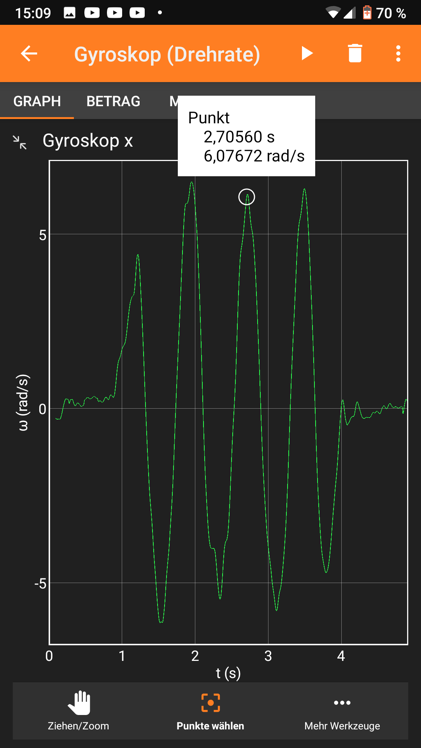 15:09 70 %
Gyroskop (Drehrate)
GRAPH BETRAG M
Punkt
2,70560 s
6,07672 rad/s
Gyroskop x
5
0
-5
ω (rad/s)
0 1 2 3 4
t (s)
Ziehen/Zoom Punkte wählen Mehr Werkzeuge